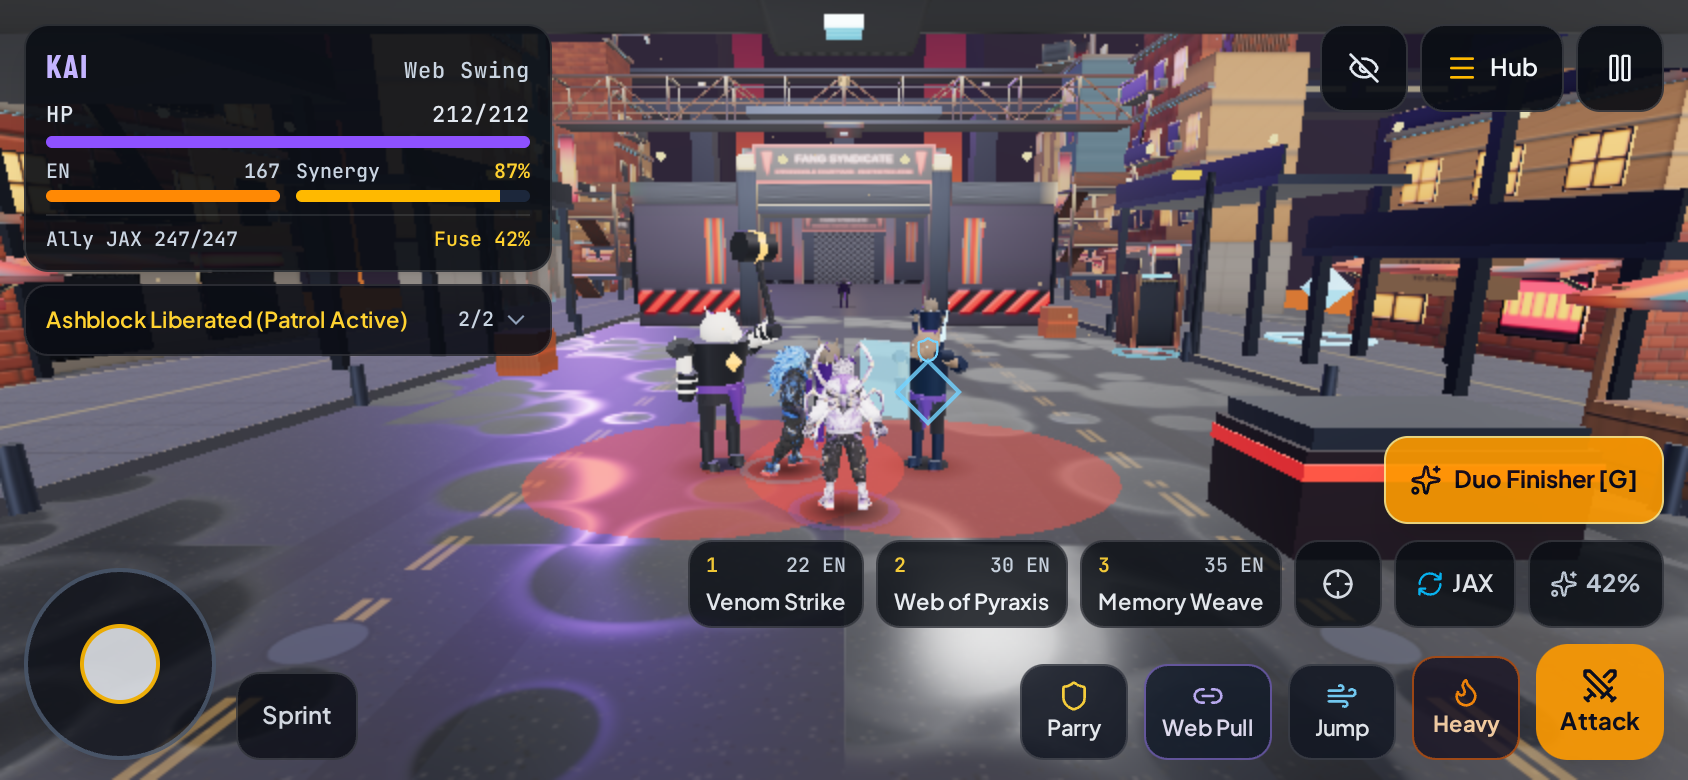 KAI
Web Swing
HP 212/212
EN 167 Synergy 87%
Ally JAX 247/247 Fuse 42%
Ashblock Liberated (Patrol Active) 2/2
Hub
FANG SYNDICATE
Duo Finisher [G]
1 22 EN
Venom Strike
2 30 EN
Web of Pyraxis
3 35 EN
Memory Weave
JAX
42%
Sprint
Parry
Web Pull
Jump
Heavy
Attack